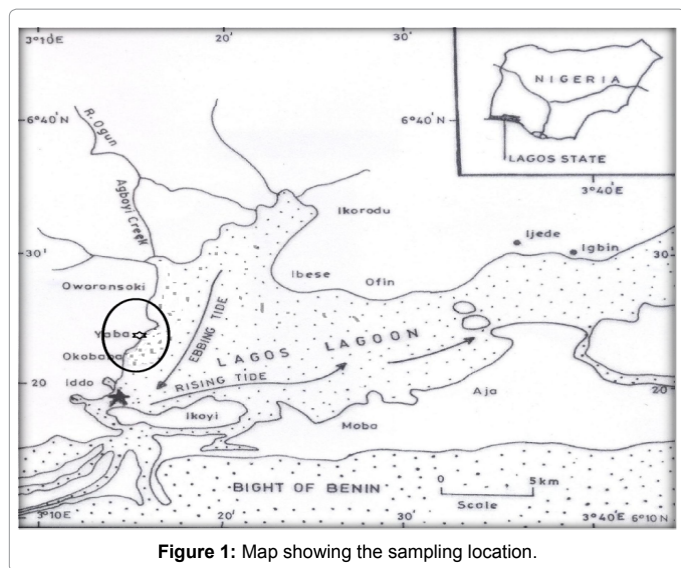 3°10'E
20'
30'
NIGERIA
6°40'N
LAGOS STATE
3°40'E
6°40'N
R. Ogun
Agboyi Creek
Ikorodu
Ijede
Igbin
30'
30'
Ibese
Ofin
Oworonsoki
EBBING TIDE
Yaba
LAGOS LAGOON
Okobaba
RISING TIDE
Iddo
20
20
Ikoyi
Aja
Moba
BIGHT OF BENIN
0 5km
Scale
3°10E
20'
30'
3°40E 6°10N
Figure 1: Map showing the sampling location.